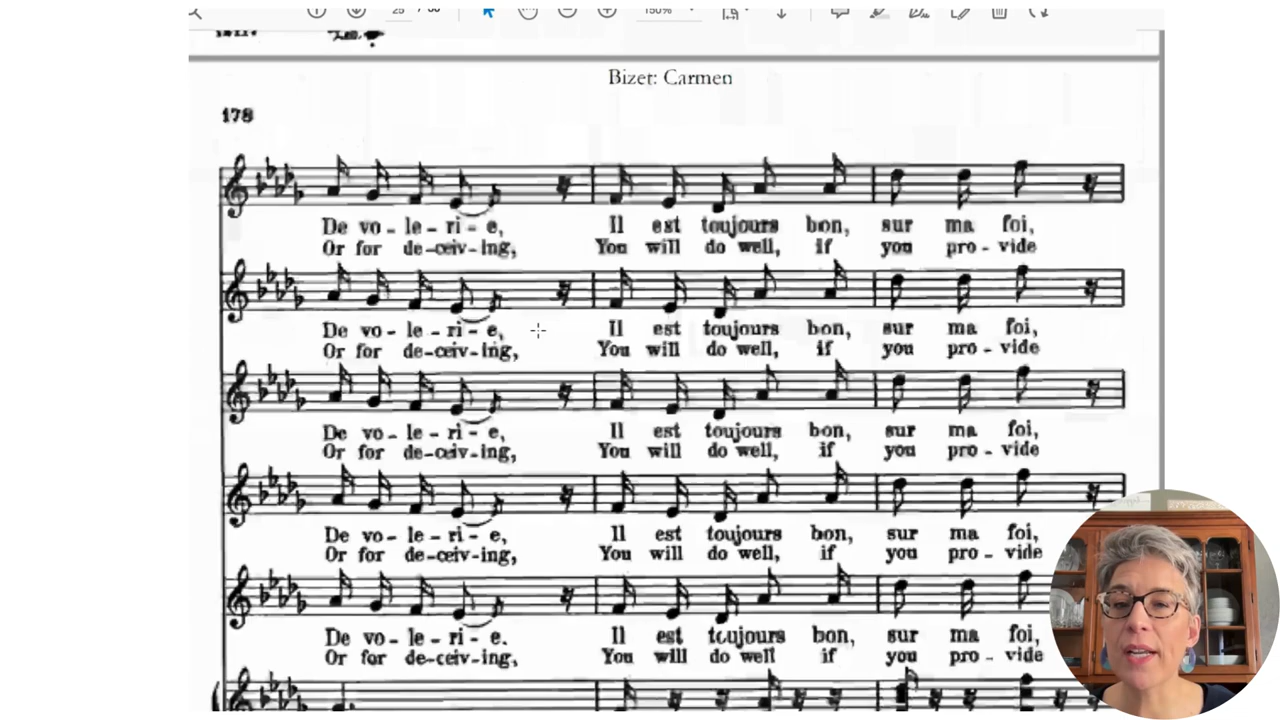 25 / 150%
Bizet: Carmen
178
De vo - le - ri - e, Il est toujours bon, sur ma foi,
Or for de-ceiv-ing, You will do well, if you pro - vide
De vo - le - ri - e, Il est toujours bon, sur ma foi,
Or for de-ceiv-ing, You will do well, if you pro - vide
De vo - le - ri - e, Il est toujours bon, sur ma foi,
Or for de-ceiv-ing, You will do well, if you pro - vide
De vo - le - ri - e, Il est toujours bon, sur ma foi,
Or for de-ceiv-ing, You will do well, if you pro - vide
De vo - le - ri - e. Il est toujours bon, sur ma foi,
Or for de-ceiv-ing, You will do well if you pro - vide